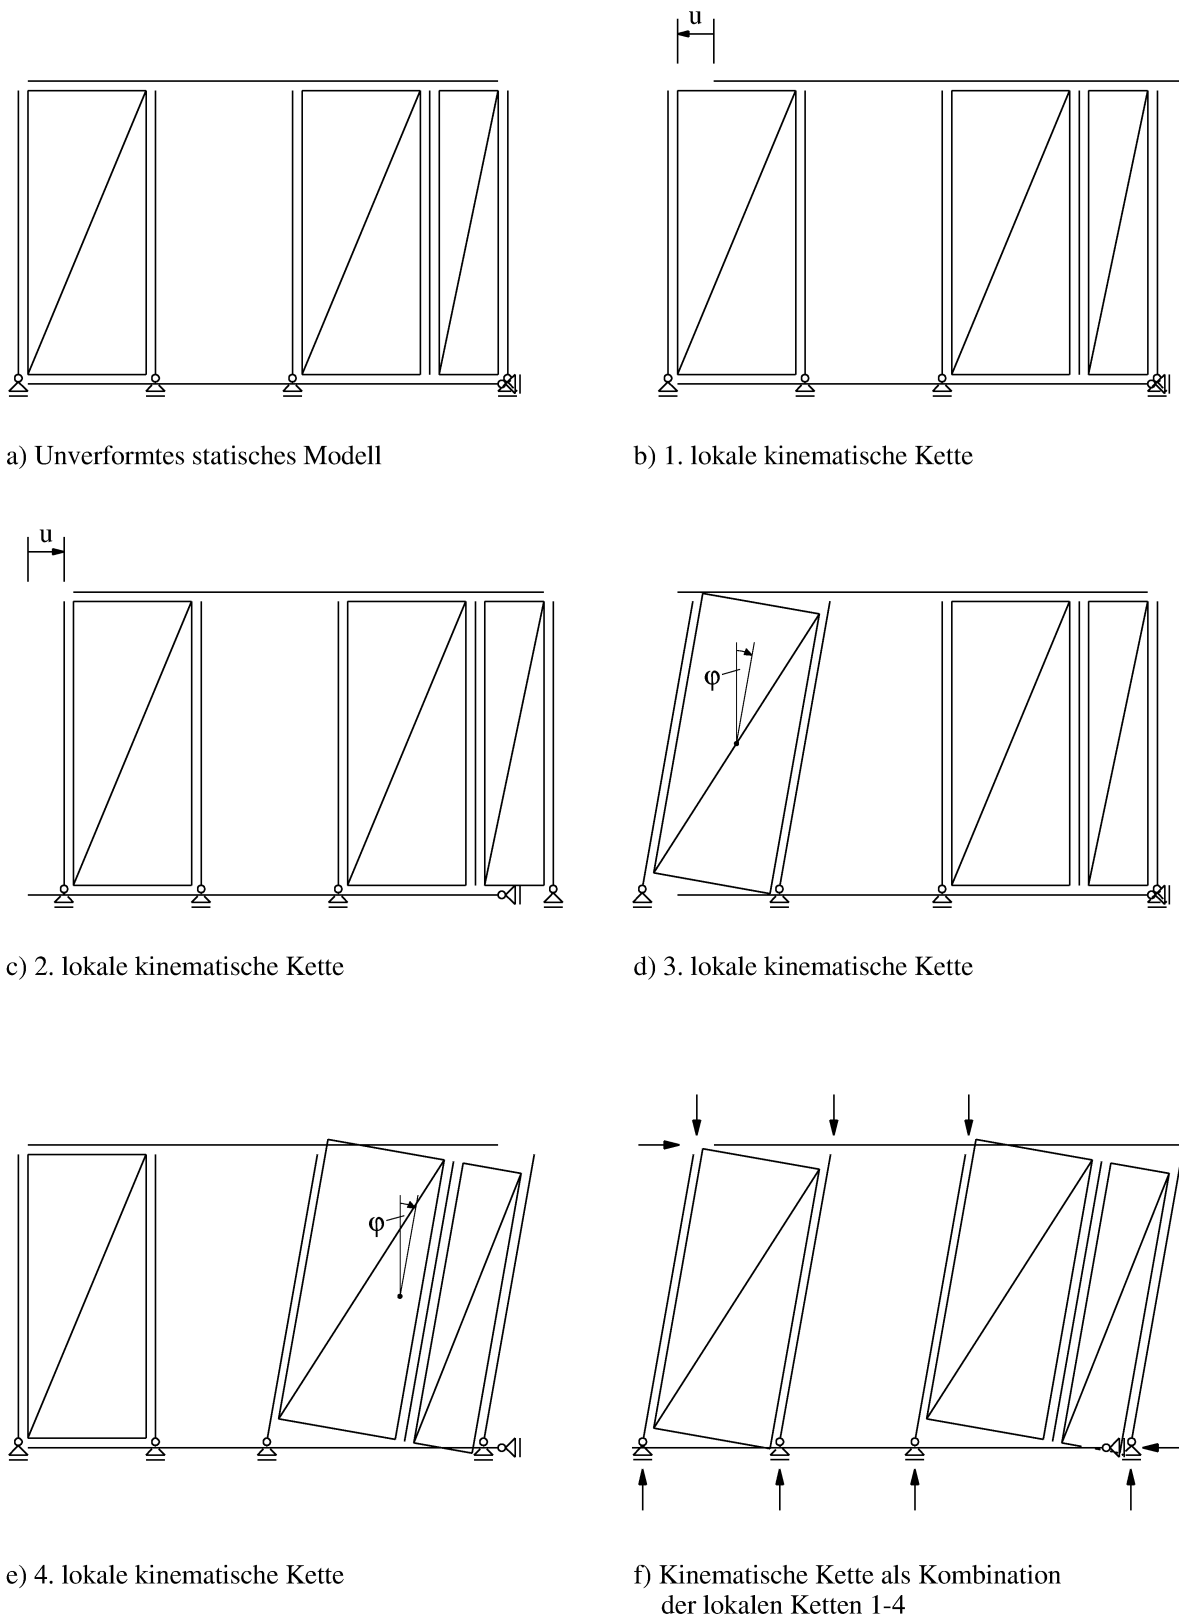 u
a) Unverformtes statisches Modell
b) 1. lokale kinematische Kette
u
φ
c) 2. lokale kinematische Kette
d) 3. lokale kinematische Kette
φ
e) 4. lokale kinematische Kette
f) Kinematische Kette als Kombination
der lokalen Ketten 1-4